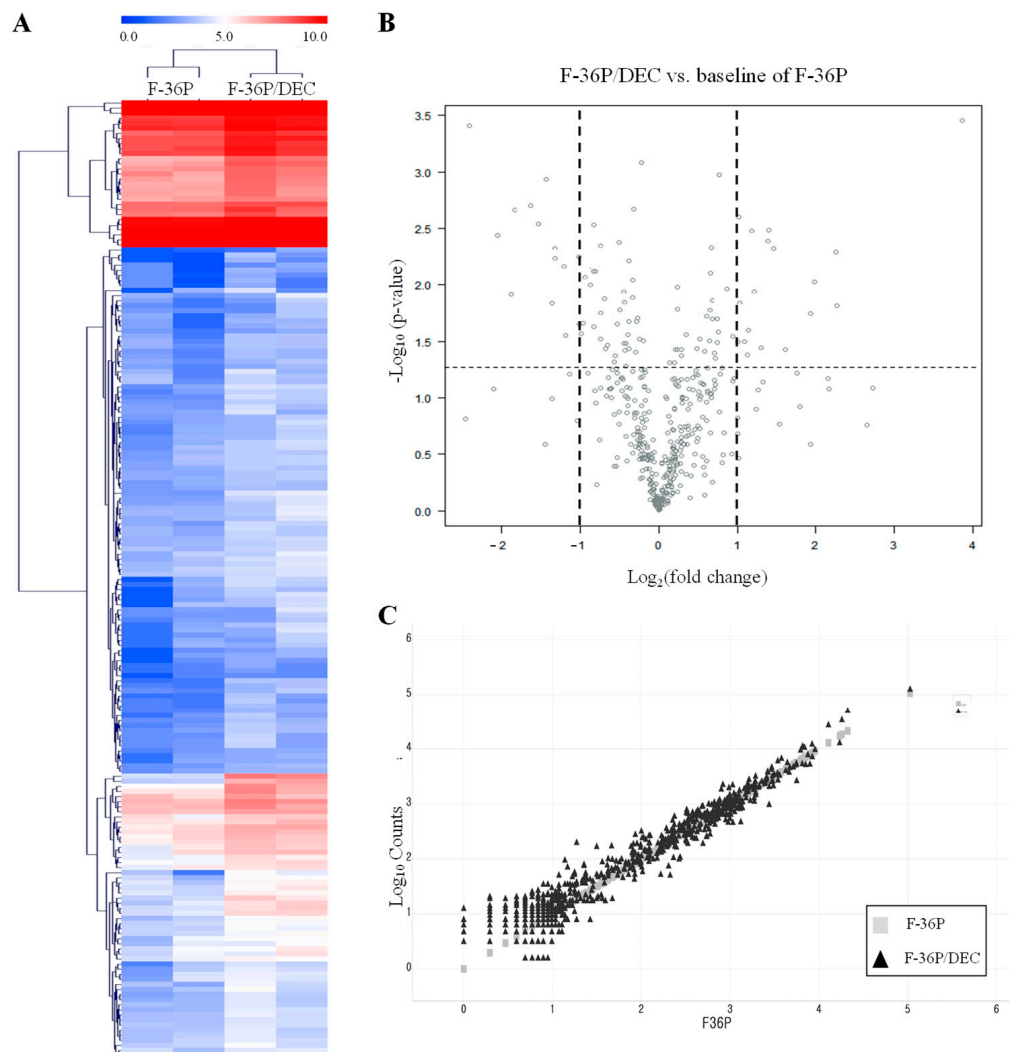 A
0.0 5.0 10.0
F-36P F-36P/DEC
B
F-36P/DEC vs. baseline of F-36P
3.5
3.0
2.5
2.0
1.5
1.0
0.5
0.0
-Log10 (p-value)
−2 −1 0 1 2 3 4
Log2(fold change)
C
6
5
4
3
2
1
0
Log10 Counts
0 1 2 3 4 5 6
F36P
F-36P
F-36P/DEC